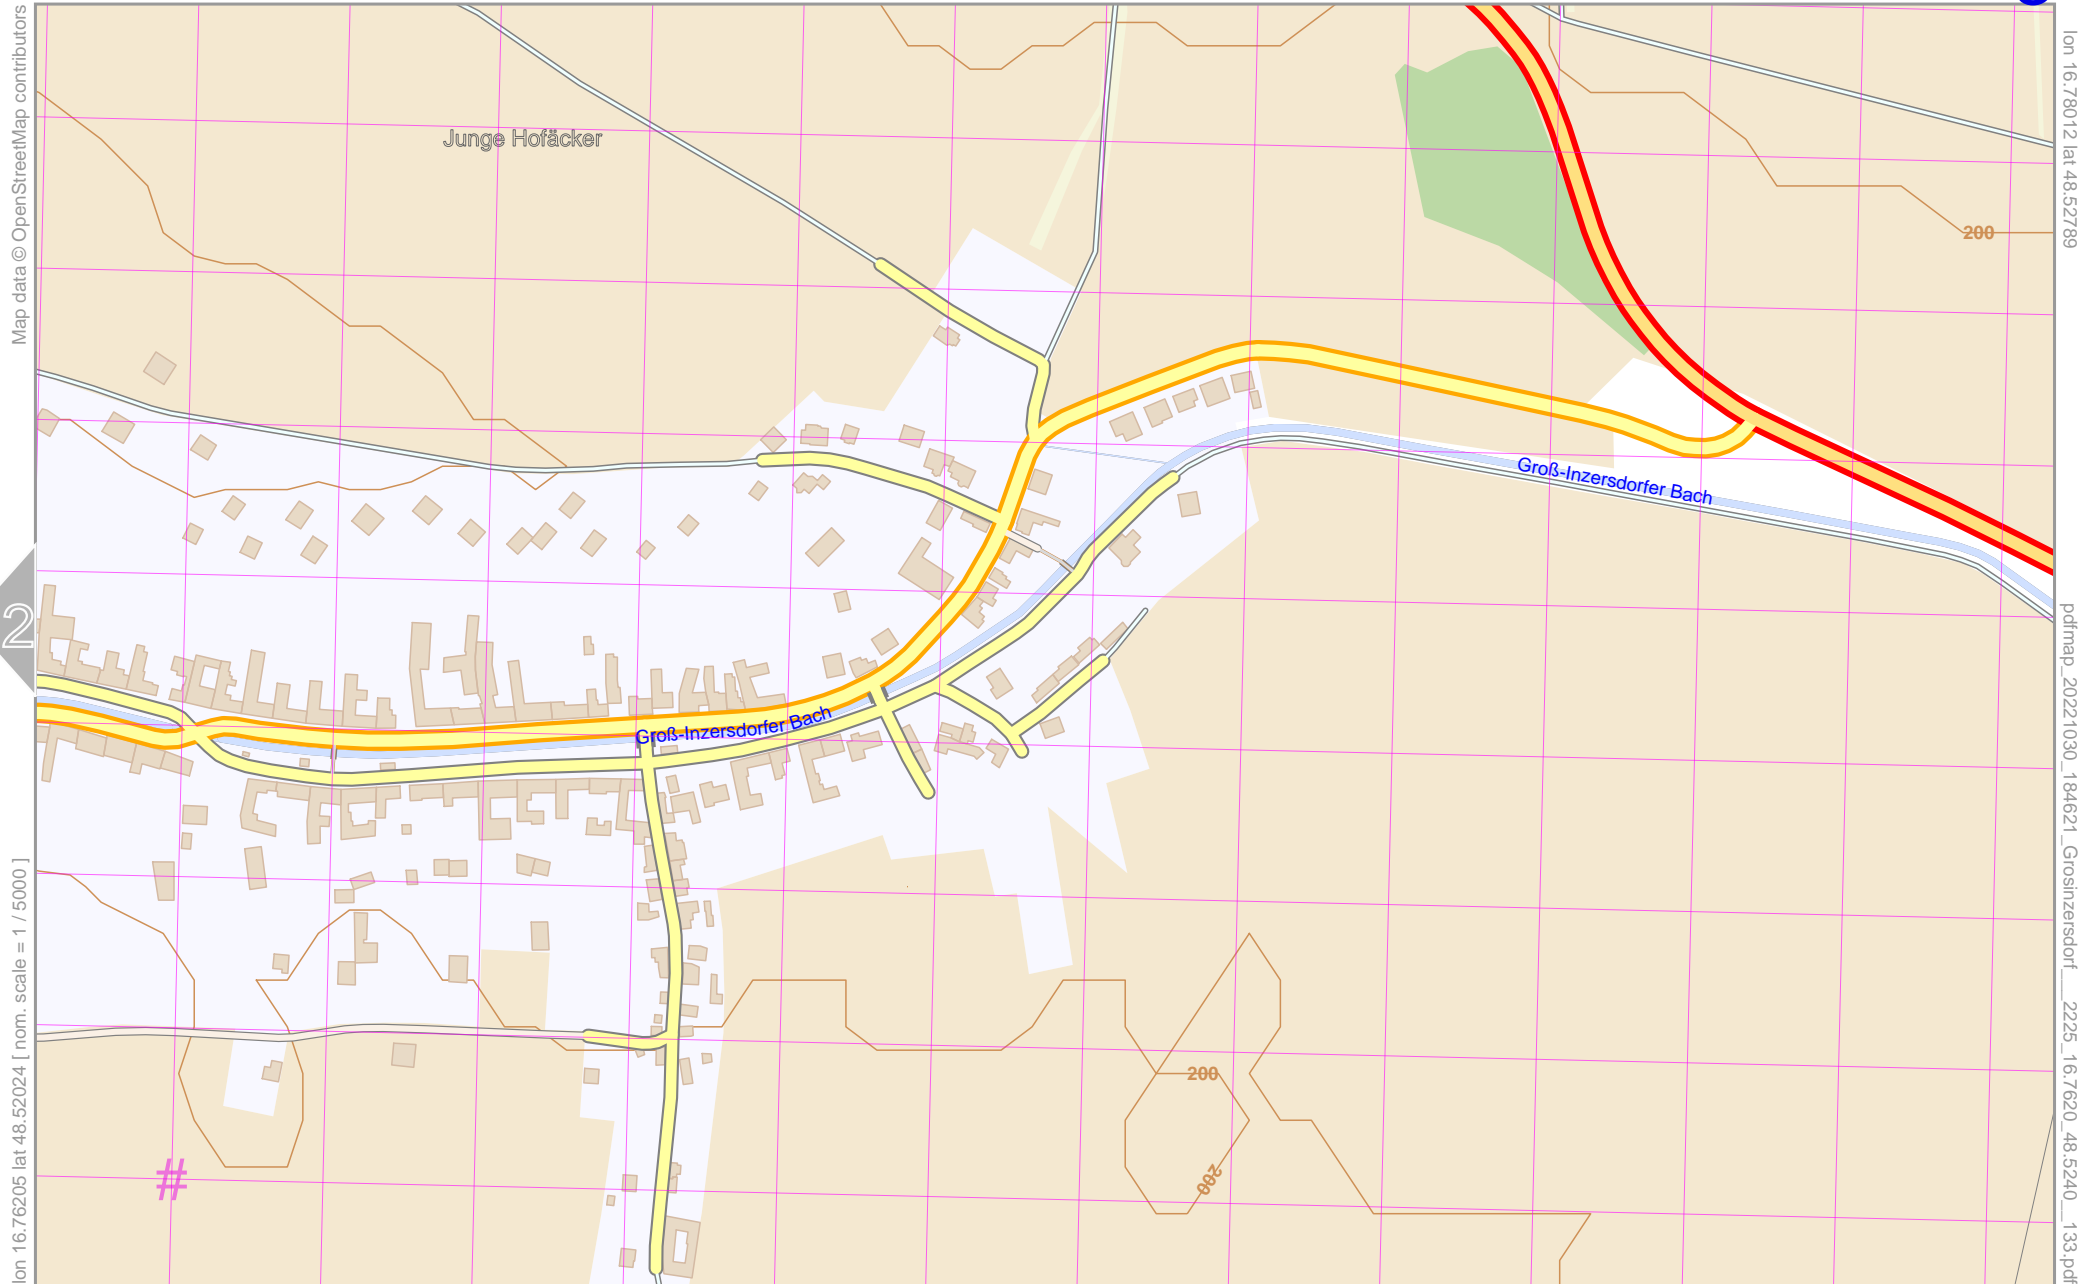 Map data © OpenStreetMap contributors
lon 16.78012 lat 48.52789
Junge Hofäcker
200
Groß-Inzersdorfer Bach
2
Groß-Inzersdorfer Bach
200
200
#
lon 16.76205 lat 48.52024 [ nom. scale = 1 / 5000 ]
pdfmap_20221030_184621_Grosinzersdorf___2225_16.7620_48.5240__133.pdf